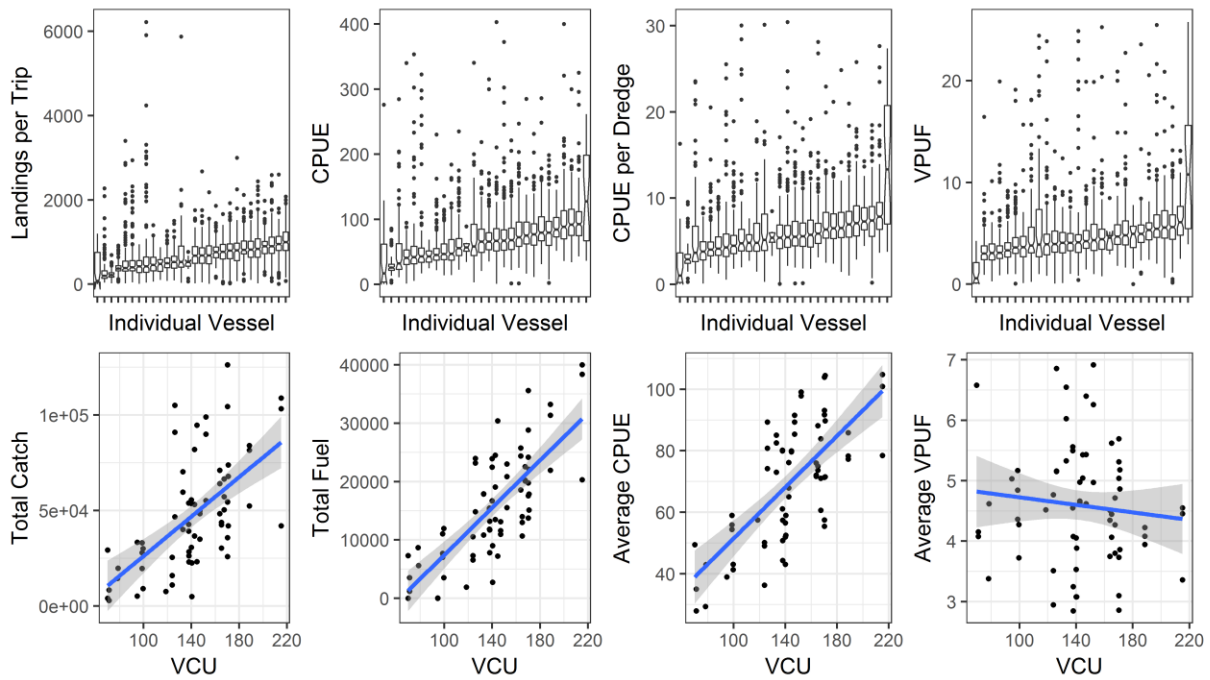 Landings per Trip
6000
4000
2000
0
Individual Vessel
CPUE
400
300
200
100
0
Individual Vessel
CPUE per Dredge
30
20
10
0
Individual Vessel
VPUF
20
10
0
Individual Vessel
Total Catch
1e+05
5e+04
0e+00
100
140
180
220
VCU
Total Fuel
40000
30000
20000
10000
0
100
140
180
220
VCU
Average CPUE
100
80
60
40
100
140
180
220
VCU
Average VPUF
7
6
5
4
3
100
140
180
220
VCU